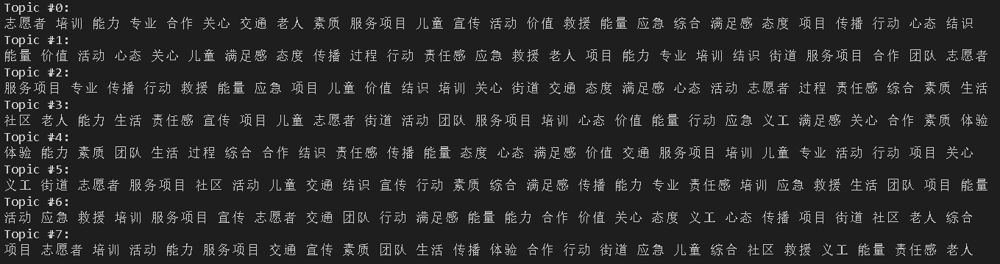 Topic #0:
志愿者 培训 能力 专业 合作 关心 交通 老人 素质 服务项目 儿童 宣传 活动 价值 救援 能量 应急 综合 满足感 态度 项目 传播 行动 心态 结识
Topic #1:
能量 价值 活动 心态 关心 儿童 满足感 态度 传播 过程 行动 责任感 应急 救援 老人 项目 能力 专业 培训 结识 街道 服务项目 合作 团队 志愿者
Topic #2:
服务项目 专业 传播 行动 救援 能量 应急 项目 儿童 价值 结识 培训 关心 街道 交通 态度 满足感 心态 活动 志愿者 过程 责任感 综合 素质 生活
Topic #3:
社区 老人 能力 生活 责任感 宣传 项目 儿童 志愿者 街道 活动 团队 服务项目 培训 心态 价值 能量 行动 应急 义工 满足感 关心 合作 素质 体验
Topic #4:
体验 能力 素质 团队 生活 过程 综合 合作 结识 责任感 传播 能量 态度 心态 满足感 价值 交通 服务项目 培训 儿童 专业 活动 行动 项目 关心
Topic #5:
义工 街道 志愿者 服务项目 社区 活动 儿童 交通 结识 宣传 行动 素质 综合 满足感 传播 能力 专业 责任感 培训 应急 救援 生活 团队 项目 能量
Topic #6:
活动 应急 救援 培训 服务项目 宣传 志愿者 交通 团队 行动 满足感 能量 能力 合作 价值 关心 态度 义工 心态 传播 项目 街道 社区 老人 综合
Topic #7:
项目 志愿者 培训 活动 能力 服务项目 交通 宣传 素质 团队 生活 传播 体验 合作 行动 街道 应急 儿童 综合 社区 救援 义工 能量 责任感 老人